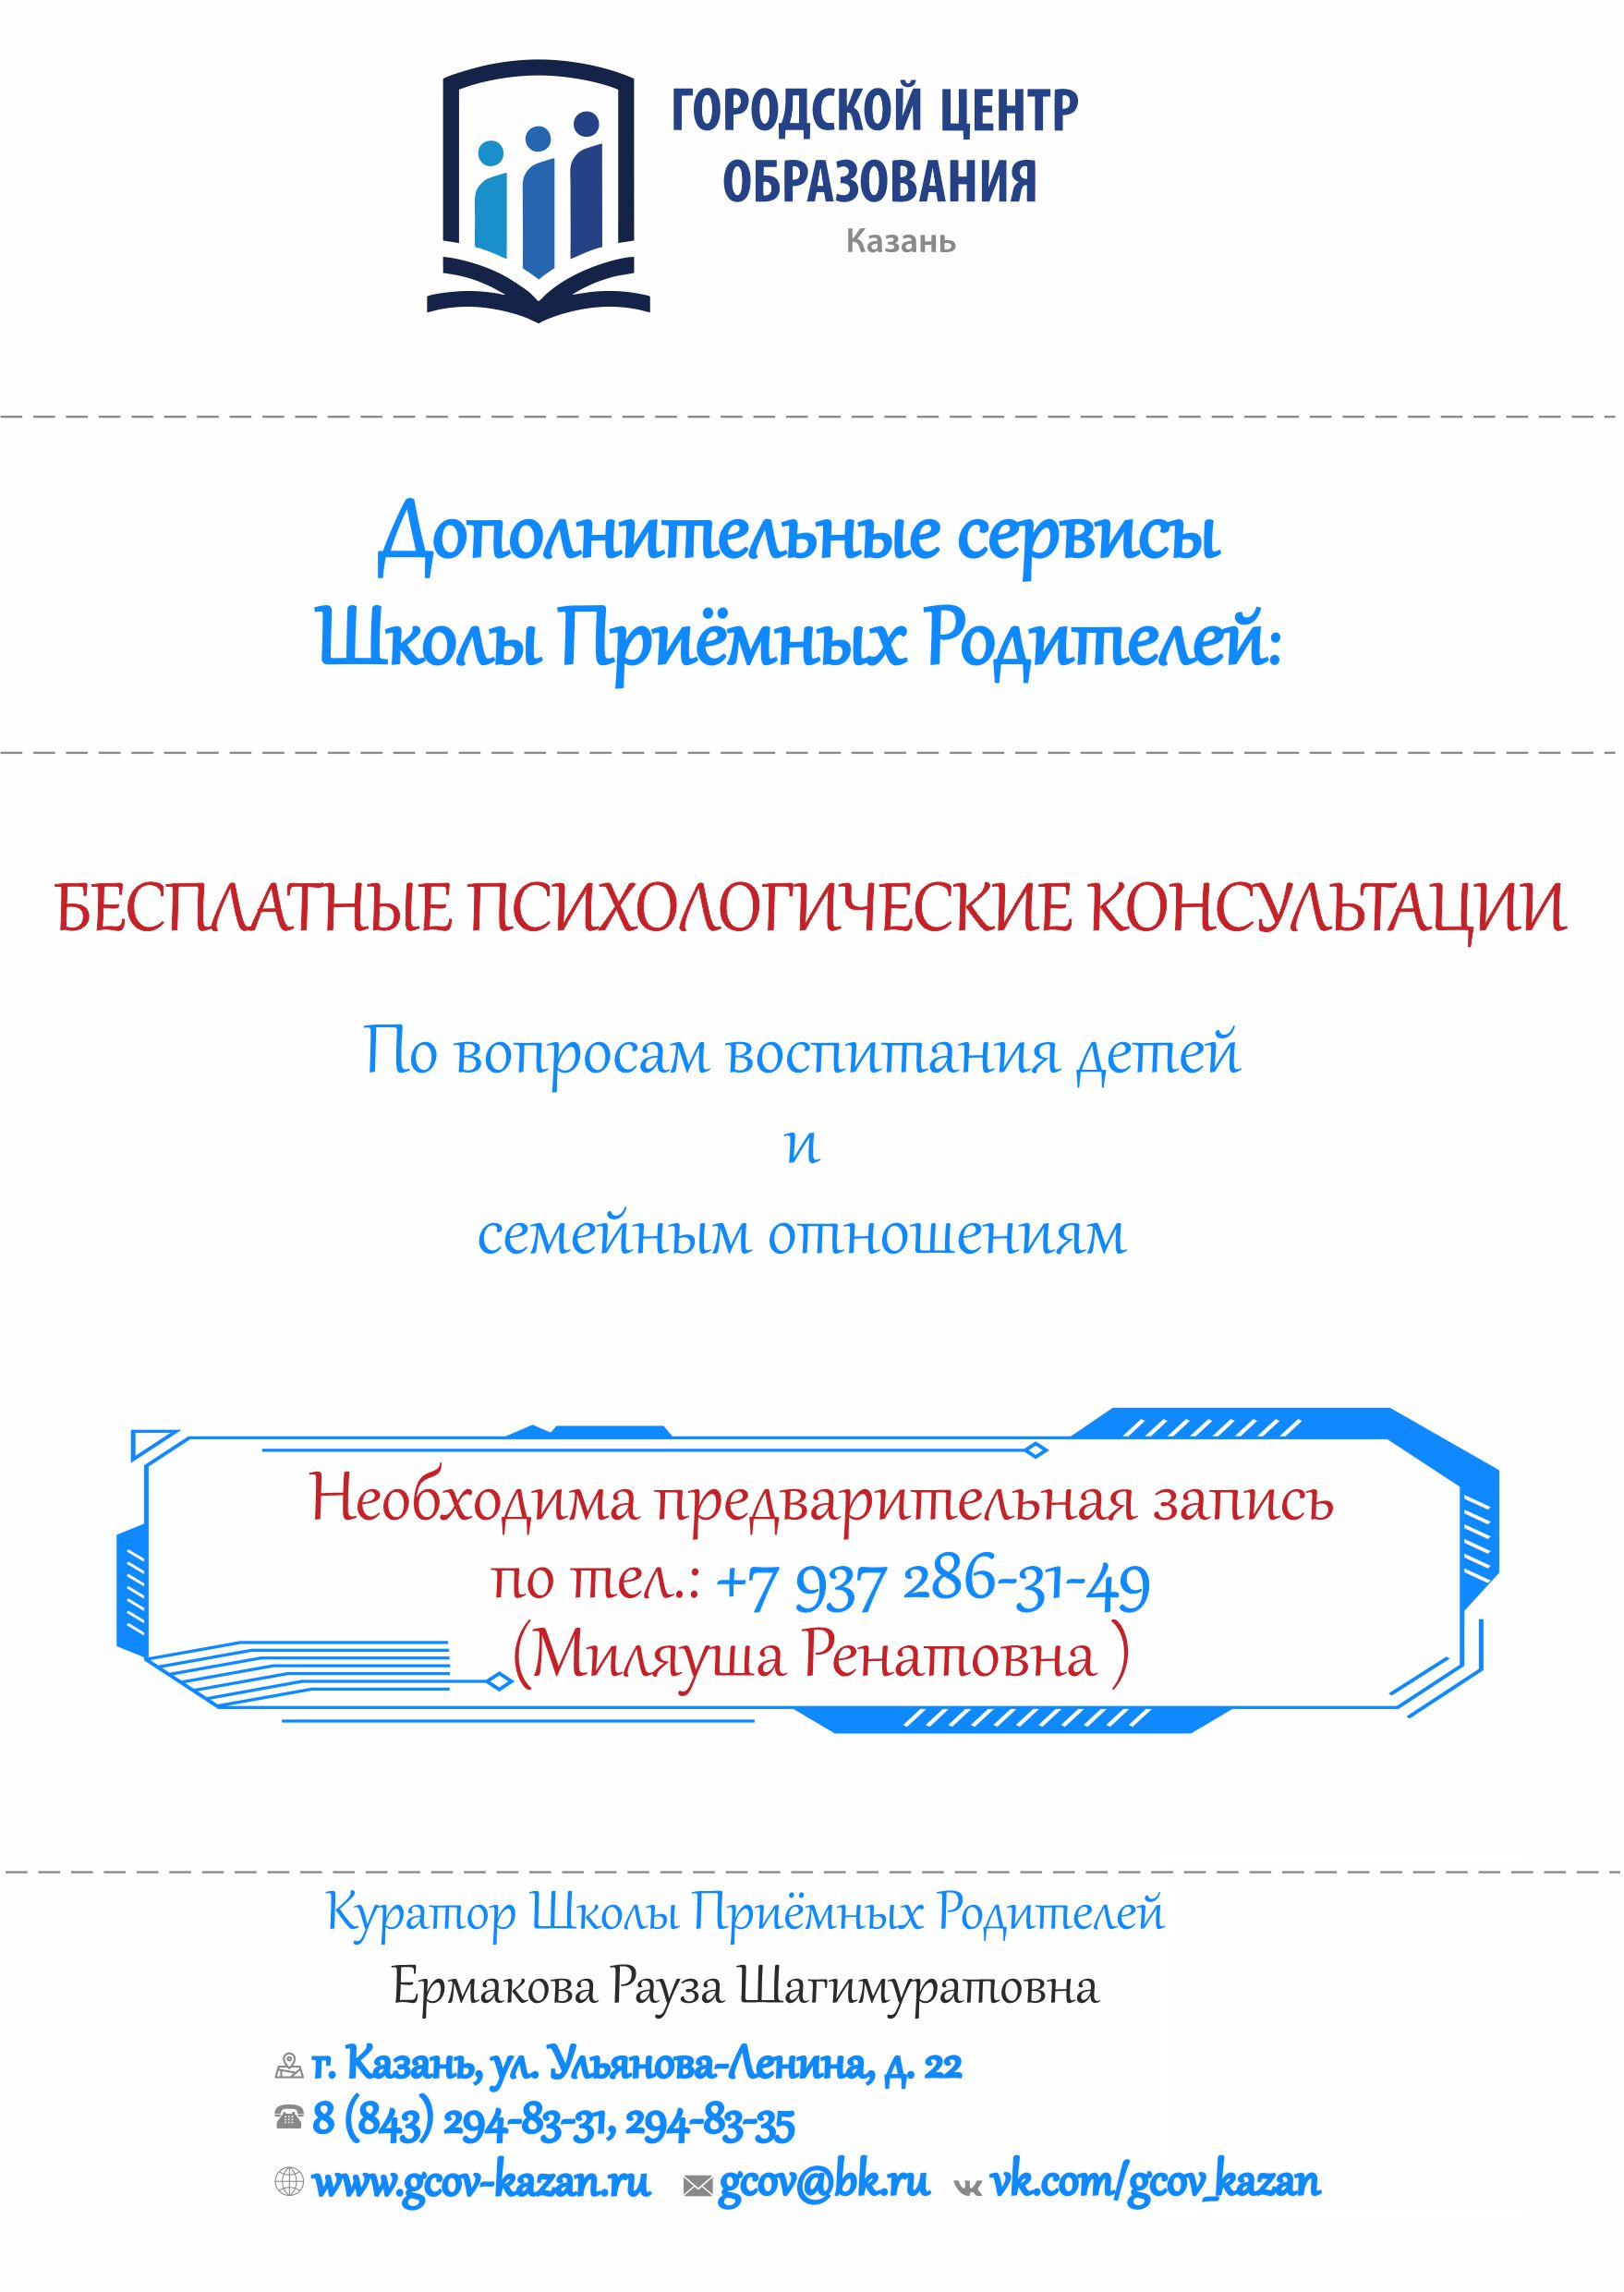 ГОРОДСКОЙ ЦЕНТР
ОБРАЗОВАНИЯ
Казань
Дополнительные сервисы
Школы Приёмных Родителей:
БЕСПЛАТНЫЕ ПСИХОЛОГИЧЕСКИЕ КОНСУЛЬТАЦИИ
По вопросам воспитания детей
и
семейным отношениям
Необходима предварительная запись
по тел.: +7 937 286-31-49
(Миляуша Ренатовна )
Куратор Школы Приёмных Родителей
Ермакова Рауза Шагимуратовна
г. Казань, ул. Ульянова-Ленина, д. 22
8 (843) 294-83-31, 294-83-35
www.gcov-kazan.ru gcov@bk.ru vk.com/gcov_kazan